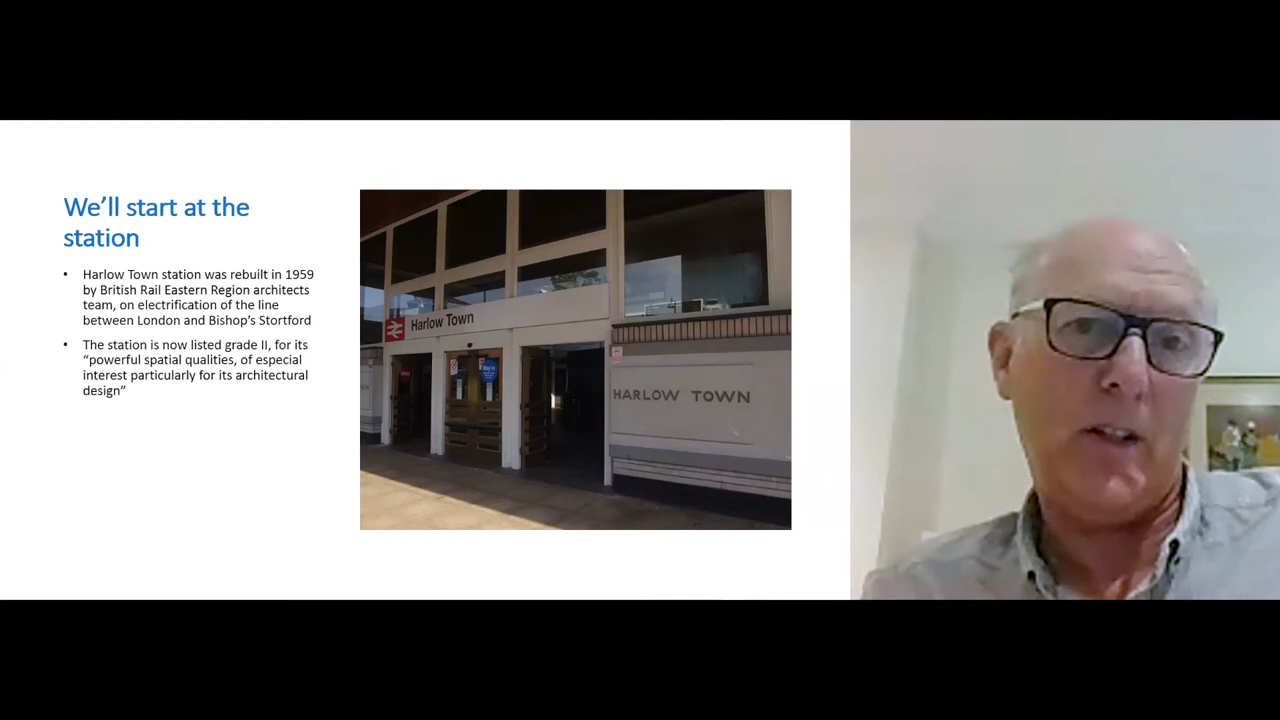 We’ll start at the
station
• Harlow Town station was rebuilt in 1959
by British Rail Eastern Region architects
team, on electrification of the line
between London and Bishop’s Stortford
• The station is now listed grade II, for its
“powerful spatial qualities, of especial
interest particularly for its architectural
design”
Harlow Town
HARLOW TOWN